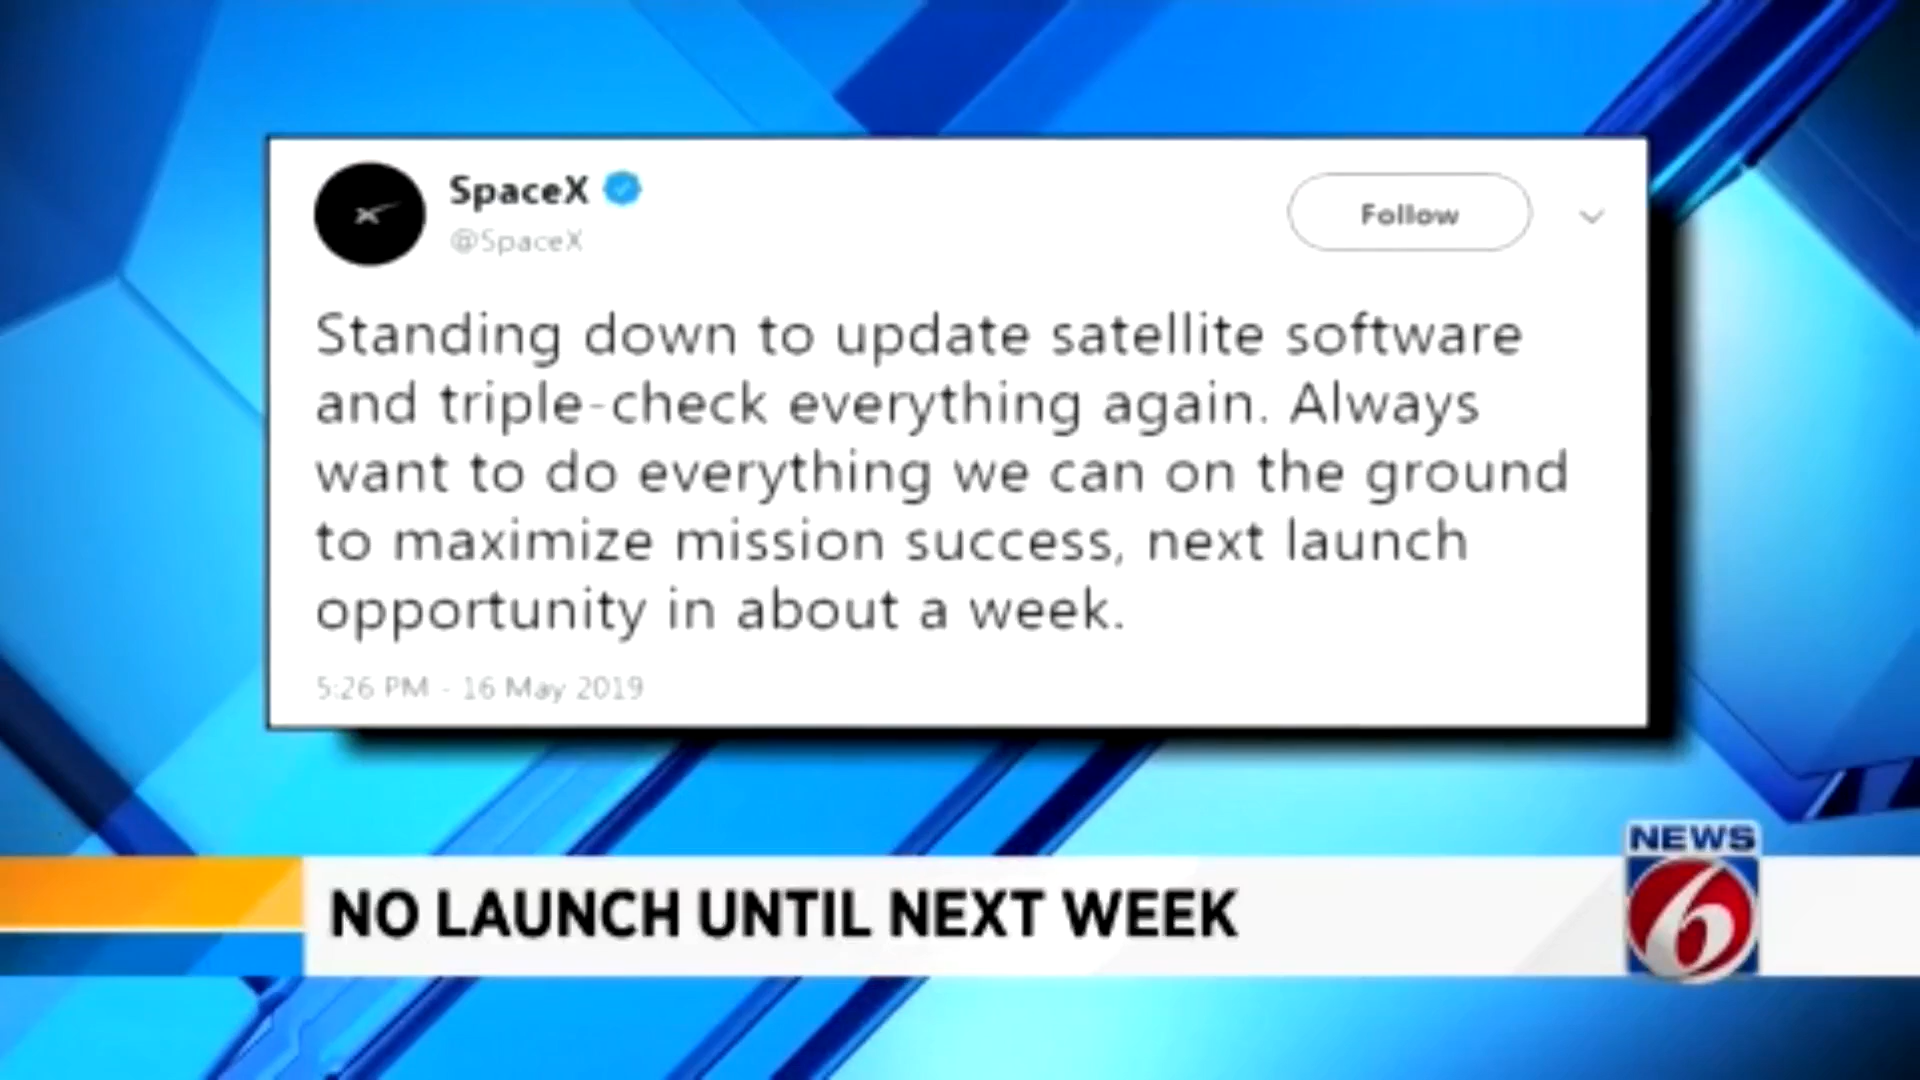 SpaceX
@SpaceX
Follow
Standing down to update satellite software
and triple-check everything again. Always
want to do everything we can on the ground
to maximize mission success, next launch
opportunity in about a week.
5:26 PM - 16 May 2019
NEWS
6
NO LAUNCH UNTIL NEXT WEEK